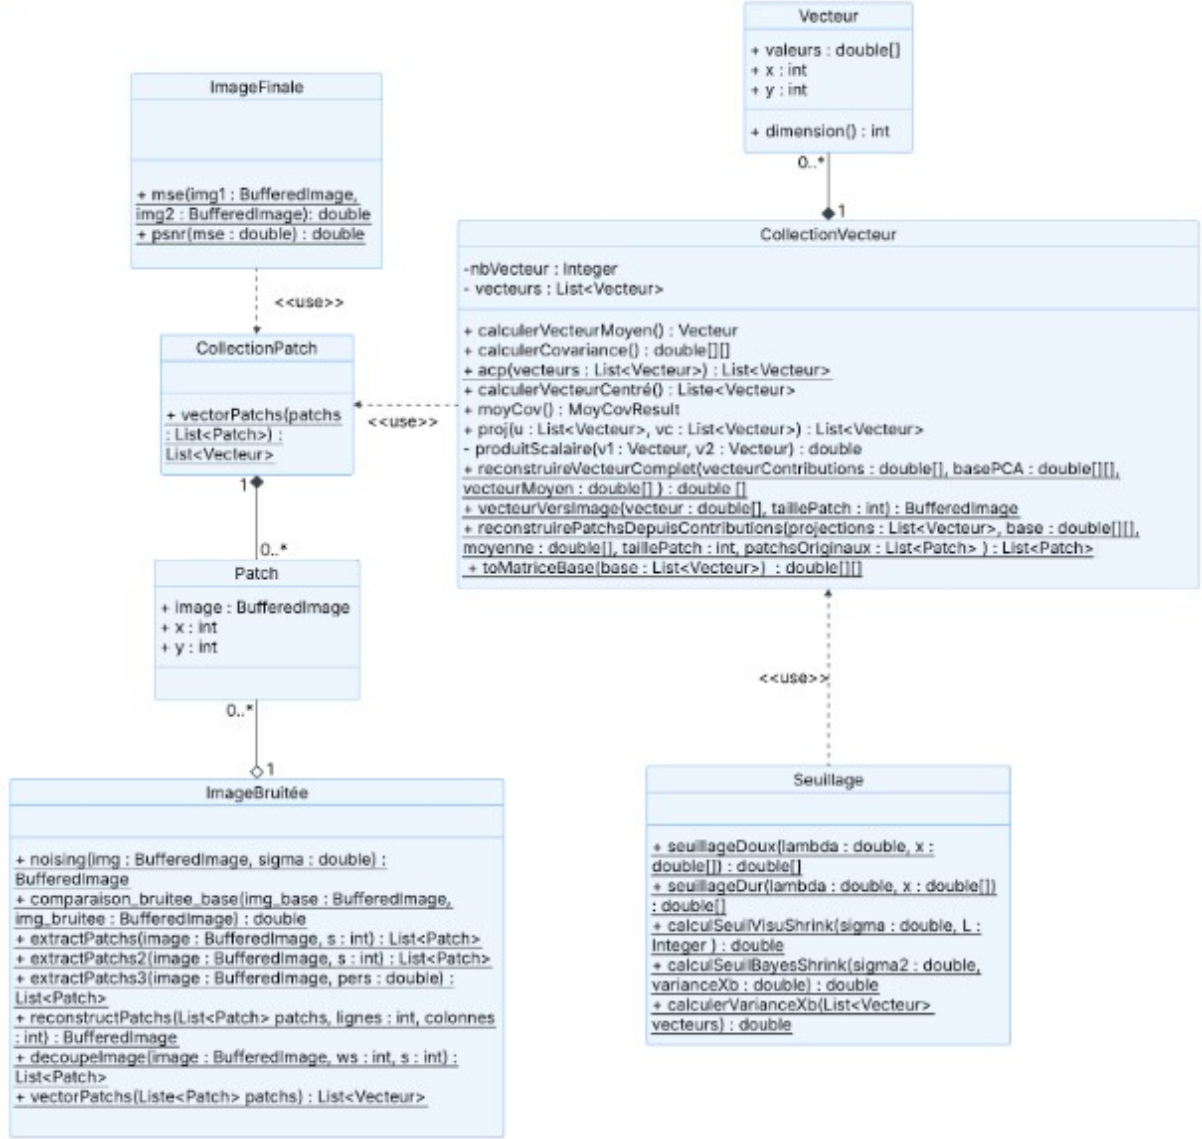 Vecteur
+ valeurs : double[]
+ x : int
+ y : int
+ dimension() : int
0..*
1
ImageFinale
+ mse(img1 : BufferedImage,
img2 : BufferedImage): double
+ psnr(mse : double) : double
<<use>>
CollectionPatch
+ vectorPatchs(patchs
: List<Patch>) :
List<Vecteur>
<<use>>
1
0..*
CollectionVecteur
-nbVecteur : Integer
- vecteurs : List<Vecteur>
+ calculerVecteurMoyen() : Vecteur
+ calculerCovariance() : double[][]
+ acp(vecteurs : List<Vecteur>) : List<Vecteur>
+ calculerVecteurCentré() : Liste<Vecteur>
+ moyCov() : MoyCovResult
+ proj(u : List<Vecteur>, vc : List<Vecteur>) : List<Vecteur>
- produitScalaire(v1 : Vecteur, v2 : Vecteur) : double
+ reconstruireVecteurComplet(vecteurContributions : double[], basePCA : double[][],
vecteurMoyen : double[] ) : double []
+ vecteurVersImage(vecteur : double[], taillePatch : int) : BufferedImage
+ reconstruirePatchsDepuisContributions(projections : List<Vecteur>, base : double[][],
moyenne : double[], taillePatch : int, patchsOriginaux : List<Patch> ) : List<Patch>
+ toMatriceBase(base : List<Vecteur>) : double[][]
Patch
+ image : BufferedImage
+ x : int
+ y : int
0..*
1
<<use>>
ImageBruitée
+ noising(img : BufferedImage, sigma : double) :
BufferedImage
+ comparaison_bruitee_base(img_base : BufferedImage,
img_bruitee : BufferedImage) : double
+ extractPatchs(image : BufferedImage, s : int) : List<Patch>
+ extractPatchs2(image : BufferedImage, s : int) : List<Patch>
+ extractPatchs3(image : BufferedImage, pers : double) :
List<Patch>
+ reconstructPatchs(List<Patch> patchs, lignes : int, colonnes
: int) : BufferedImage
+ decoupeImage(image : BufferedImage, ws : int, s : int) :
List<Patch>
+ vectorPatchs(Liste<Patch> patchs) : List<Vecteur>
Seuillage
+ seuillageDoux(lambda : double, x :
double[]) : double[]
+ seuillageDur(lambda : double, x : double[])
: double[]
+ calculSeuilVisuShrink(sigma : double, L :
Integer ) : double
+ calculSeuilBayesShrink(sigma2 : double,
varianceXb : double) : double
+ calculerVarianceXb(List<Vecteur>
vecteurs) : double